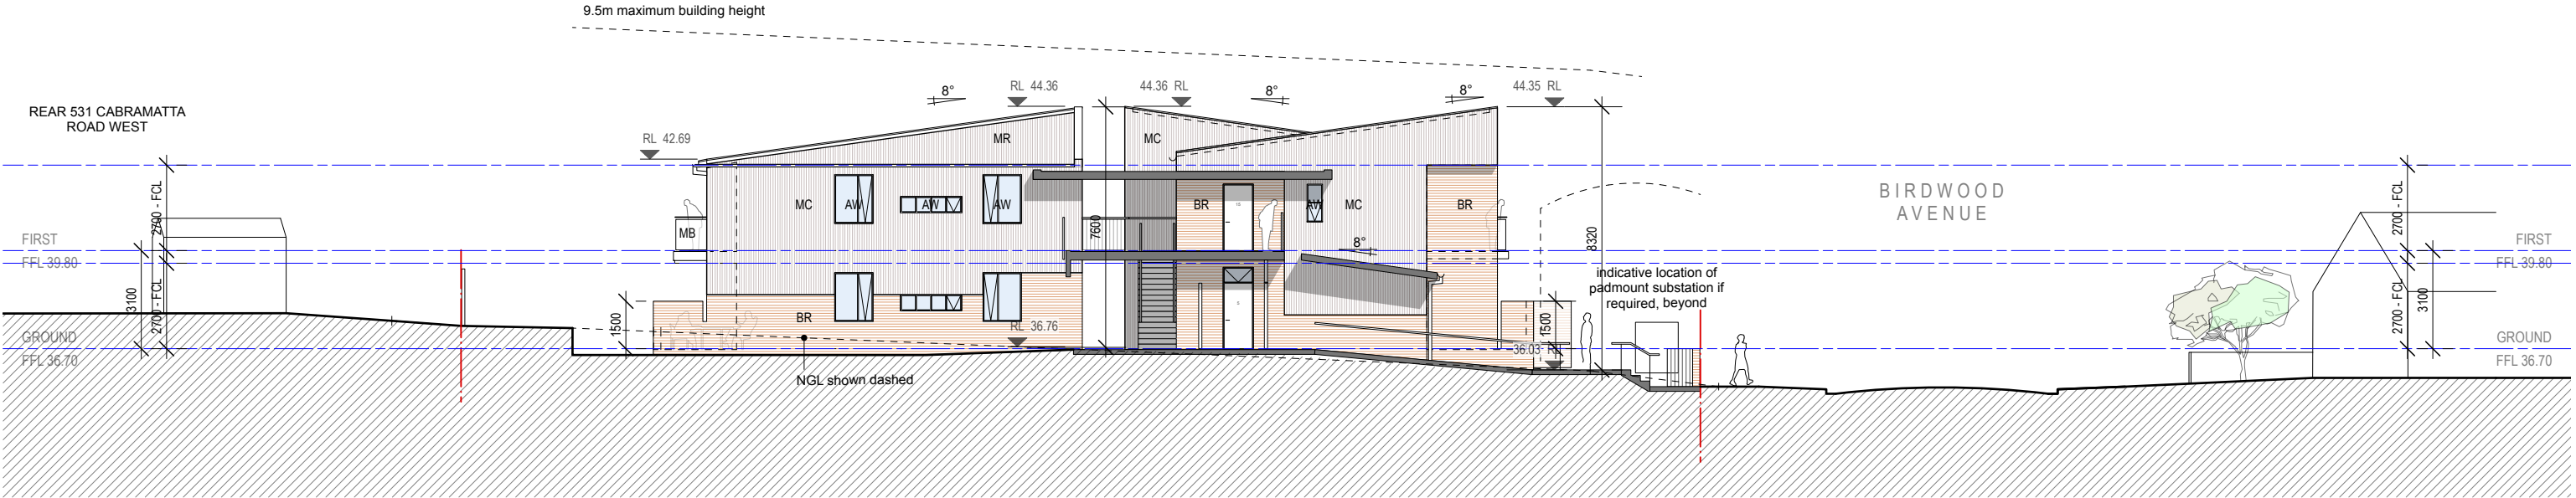 9.5m maximum building height
8°
RL 44.36
44.36 RL
8°
8°
44.35 RL
REAR 531 CABRAMATTA
ROAD WEST
RL 42.69
MR
MC
2700 - FCL
MC
AW
AW
AW
BR
AW
MC
BR
BIRDWOOD
AVENUE
2700 - FCL
MB
7600
8320
8°
FIRST
FFL 39.80
FIRST
FFL 39.80
indicative location of
padmount substation if
required, beyond
3100
2700 - FCL
1500
BR
RL 36.76
1500
2700 - FCL
3100
GROUND
FFL 36.70
36.03 RL
GROUND
FFL 36.70
NGL shown dashed